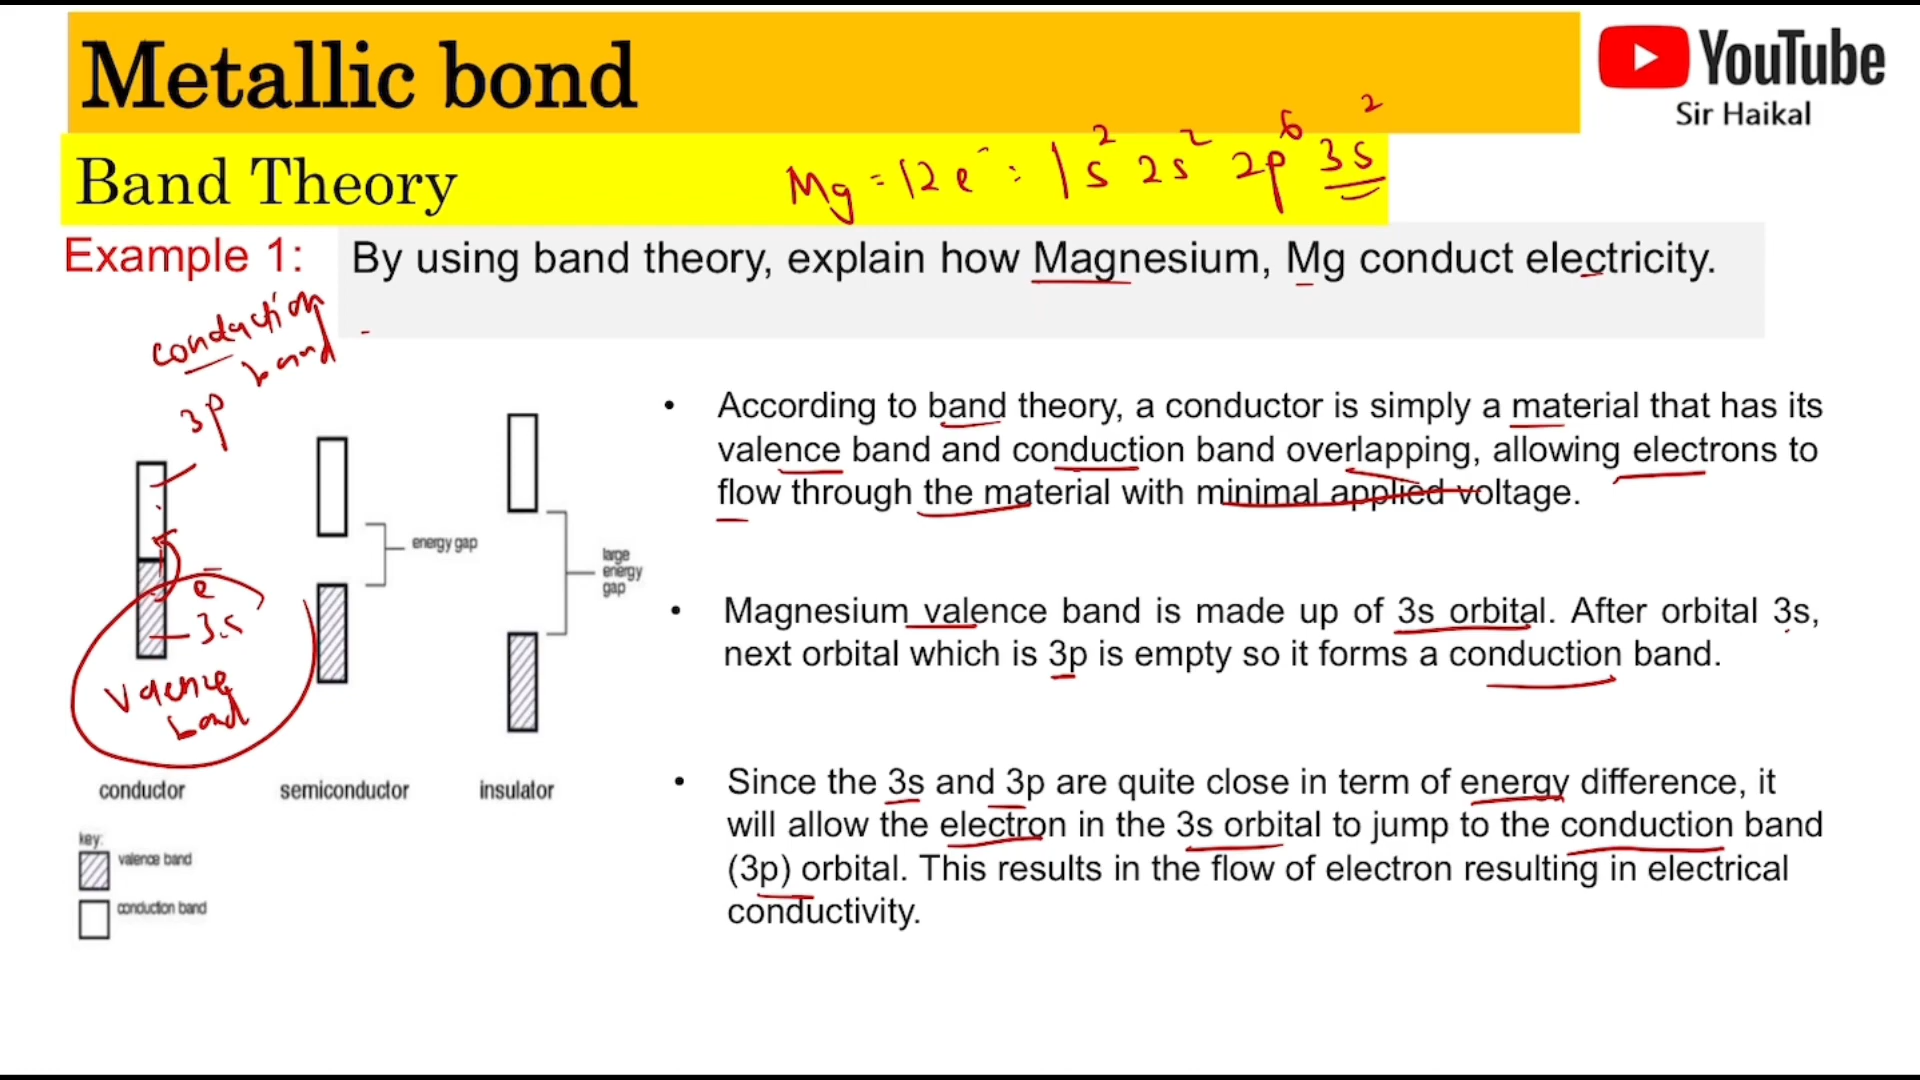 Metallic bond
YouTube
Sir Haikal
Band Theory
Mg = 12 e⁻ : 1s² 2s² 2p⁶ 3s²
Example 1:
By using band theory, explain how Magnesium, Mg conduct electricity.
conduction
band
3p
e⁻
3s
valence
band
energy gap
large
energy
gap
conductor
semiconductor
insulator
key:
valence band
conduction band
• According to band theory, a conductor is simply a material that has its
valence band and conduction band overlapping, allowing electrons to
flow through the material with minimal applied voltage.
• Magnesium valence band is made up of 3s orbital. After orbital 3s,
next orbital which is 3p is empty so it forms a conduction band.
• Since the 3s and 3p are quite close in term of energy difference, it
will allow the electron in the 3s orbital to jump to the conduction band
(3p) orbital. This results in the flow of electron resulting in electrical
conductivity.